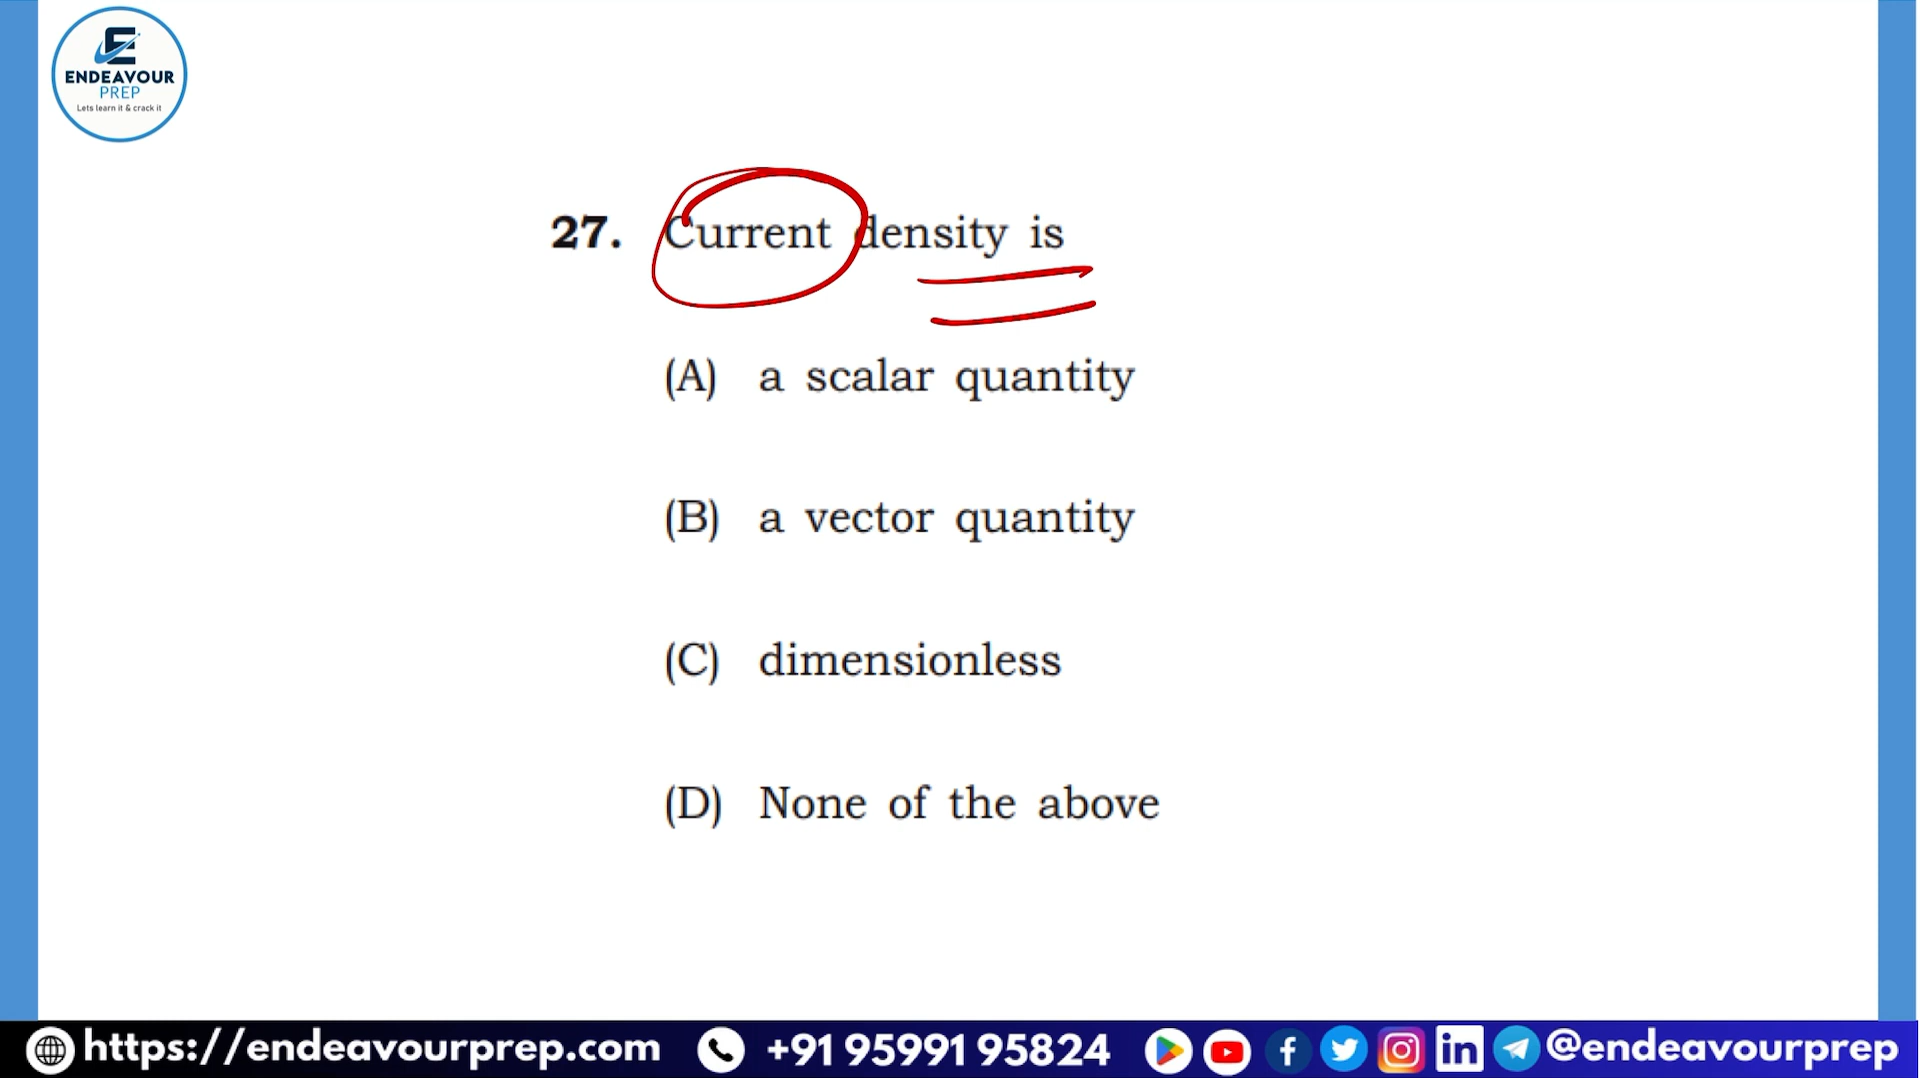 ENDEAVOUR
PREP
Lets learn it & crack it
27. Current density is
(A) a scalar quantity
(B) a vector quantity
(C) dimensionless
(D) None of the above
https://endeavourprep.com +91 95991 95824 @endeavourprep